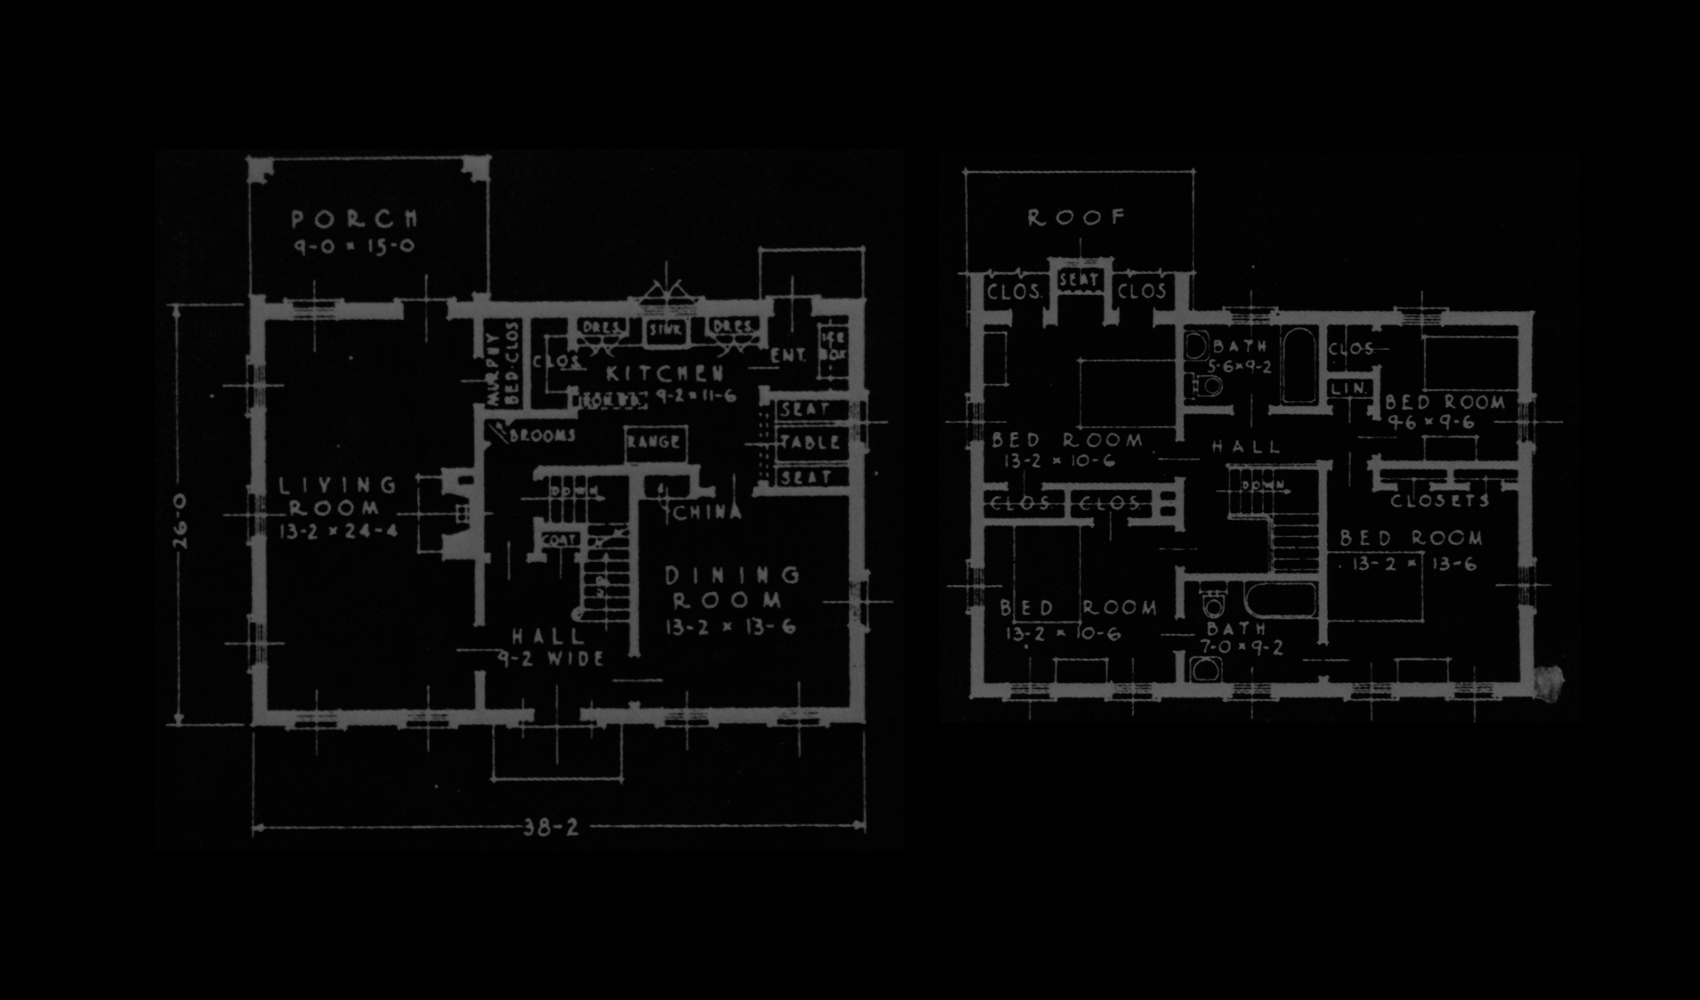 PORCH
9-0 × 15-0
MURPHY
BED-CLOS
CLOS.
DRES.
SINK
DRES.
ENT.
ICE
BOX
KITCHEN
9-2 × 11-6
BROOMS
RANGE
SEAT
TABLE
SEAT
LIVING
ROOM
13-2 × 24-4
DOWN
COAT
UP
CHINA
DINING
ROOM
13-2 × 13-6
HALL
9-2 WIDE
26-0
38-2
ROOF
CLOS.
SEAT
CLOS.
BATH
5-6×9-2
CLOS.
LIN.
BED ROOM
9-6 × 9-6
BED ROOM
13-2 × 10-6
HALL
DOWN
CLOS.
CLOS.
CLOSETS
BED ROOM
13-2 × 13-6
BED ROOM
13-2 × 10-6
BATH
7-0×9-2